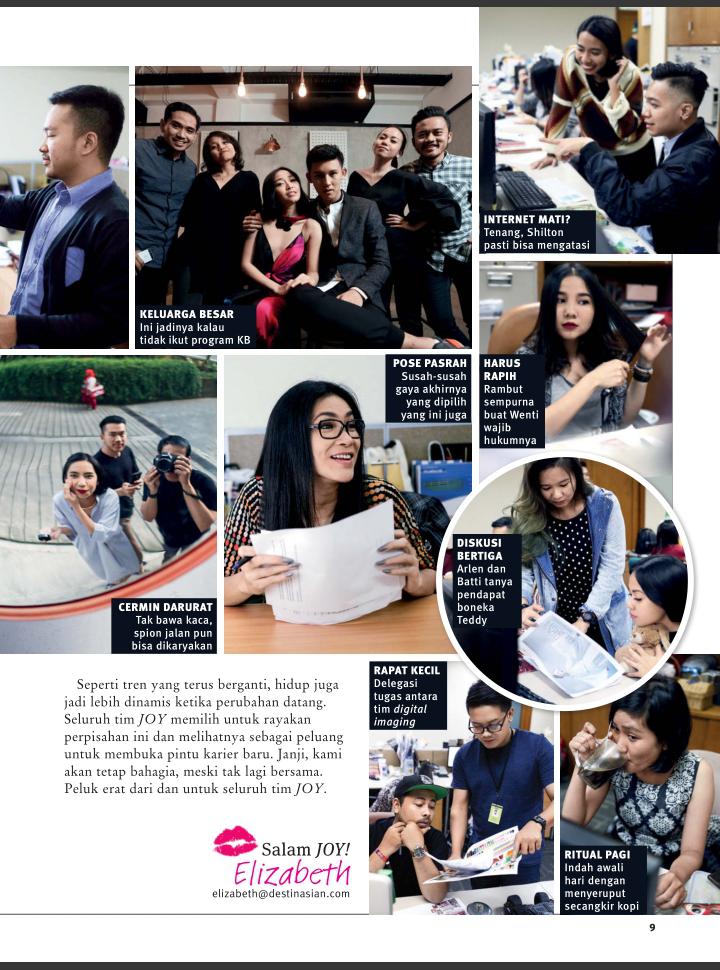 INTERNET MATI?
Tenang, Shilton
pasti bisa mengatasi
KELUARGA BESAR
Ini jadinya kalau
tidak ikut program KB
POSE PASRAH
Susah-susah
gaya akhirnya
yang dipilih
yang ini juga
HARUS
RAPIH
Rambut
sempurna
buat Wenti
wajib
hukumnya
CERMIN DARURAT
Tak bawa kaca,
spion jalan pun
bisa dikaryakan
DISKUSI
BERTIGA
Arlen dan
Batti tanya
pendapat
boneka
Teddy
Seperti tren yang terus berganti, hidup juga
jadi lebih dinamis ketika perubahan datang.
Seluruh tim JOY memilih untuk rayakan
perpisahan ini dan melihatnya sebagai peluang
untuk membuka pintu karier baru. Janji, kami
akan tetap bahagia, meski tak lagi bersama.
Peluk erat dari dan untuk seluruh tim JOY.
Salam JOY!
Elizabeth
elizabeth@destinasian.com
RAPAT KECIL
Delegasi
tugas antara
tim digital
imaging
RITUAL PAGI
Indah awali
hari dengan
menyeruput
secangkir kopi
9